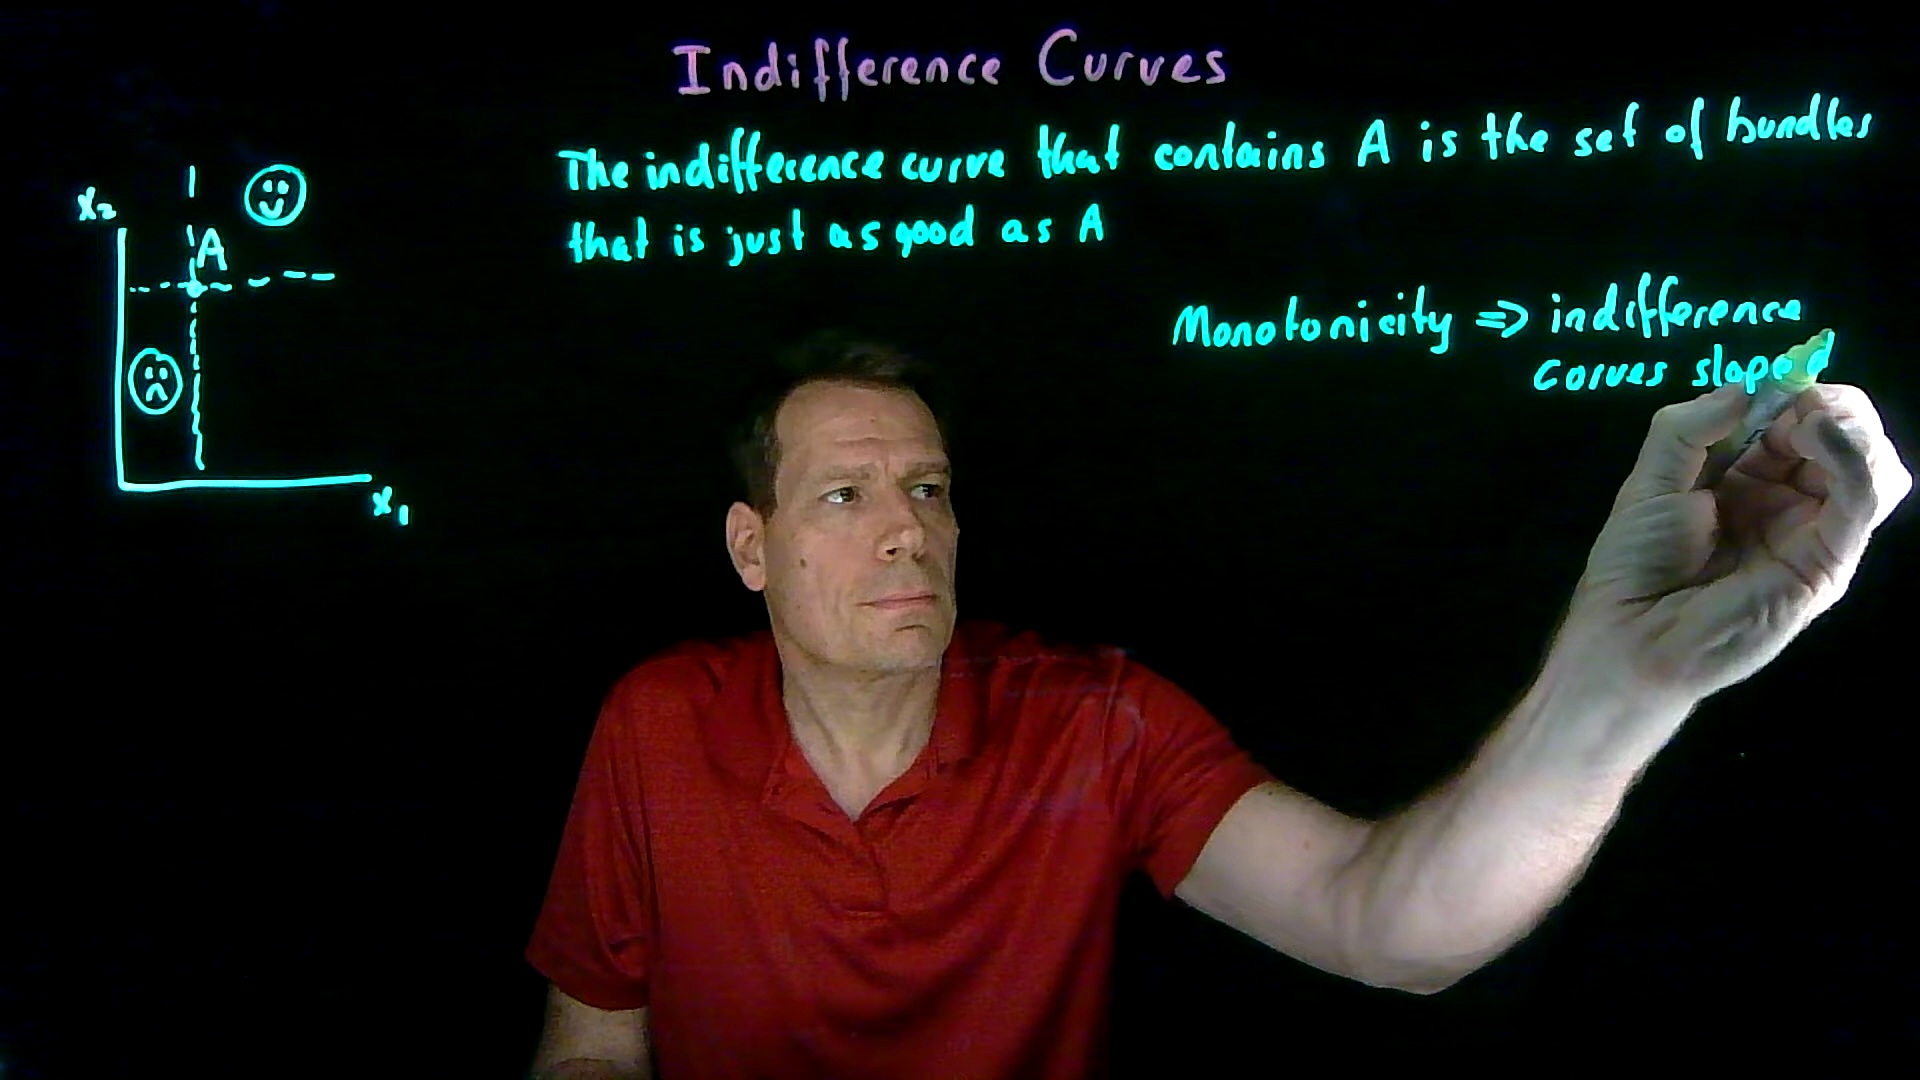 Indifference Curves
The indifference curve that contains A is the set of bundles
that is just as good as A
Monotonicity ⇒ indifference
curves sloped
x₂
A
x₁